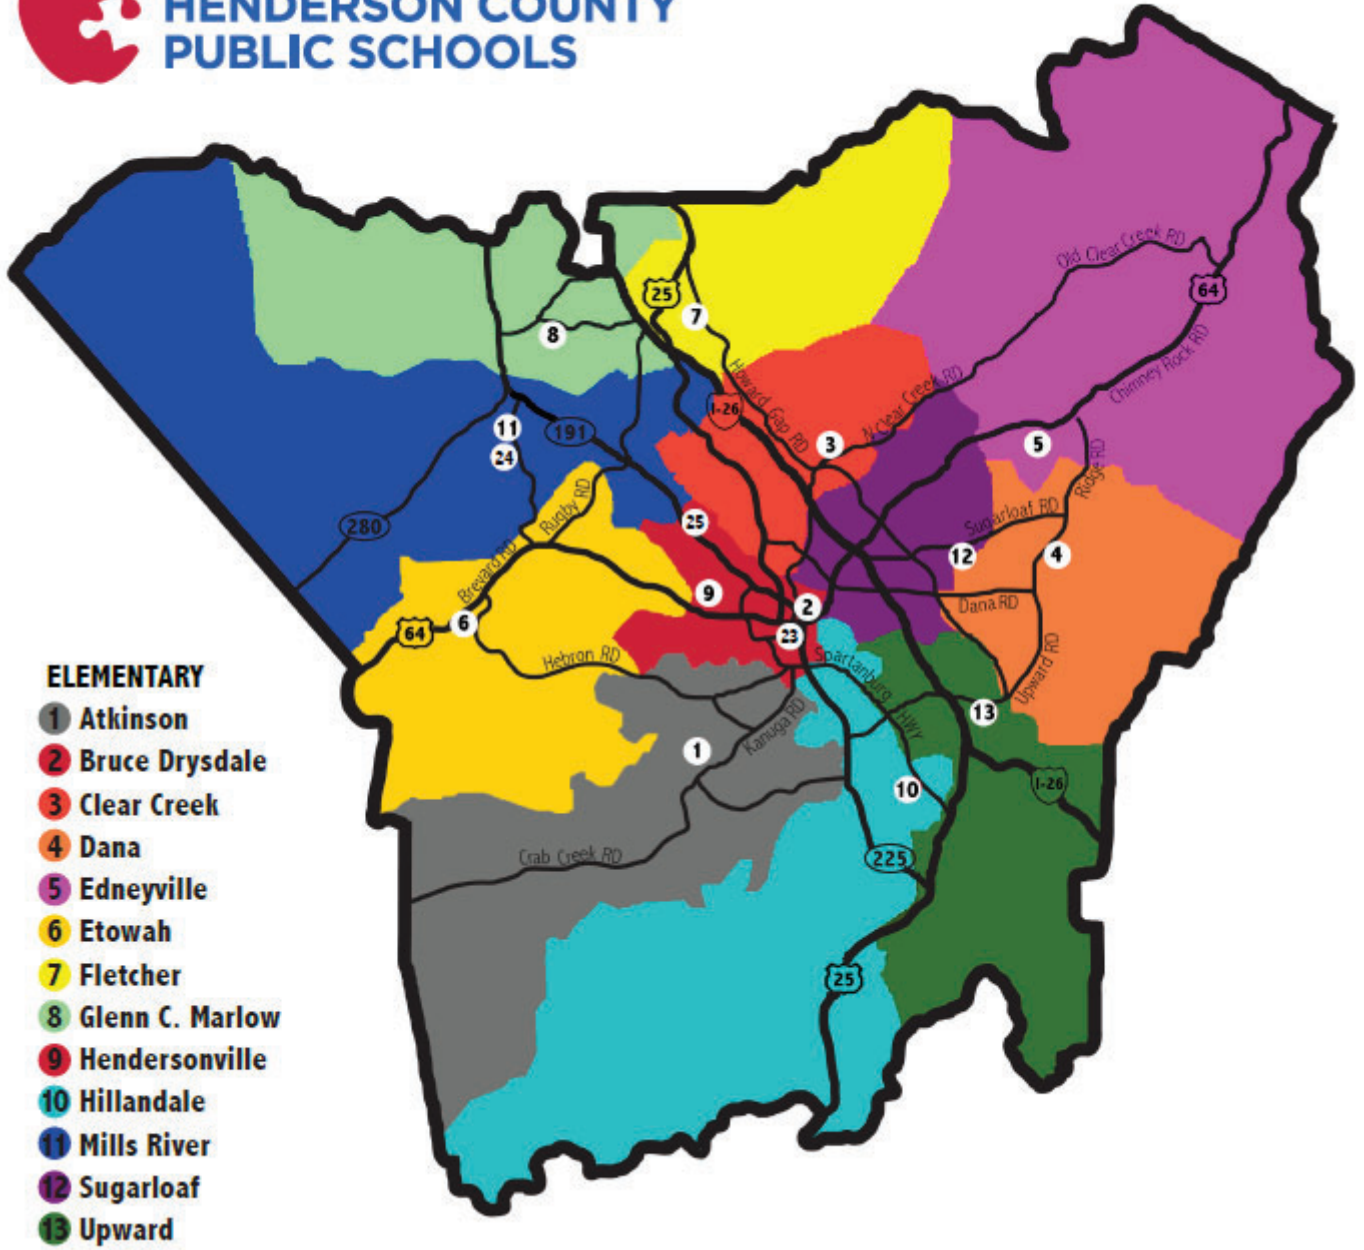 HENDERSON COUNTY
PUBLIC SCHOOLS
Old Clear Creek RD
64
25
7
8
Chimney Rock RD
Howard Gap RD
I-26
N Clear Creek RD
3
5
11
191
24
Ridge RD
280
Rugby RD
25
Sugarloaf RD
12
4
Brevard RD
9
Dana RD
2
64
6
23
Hebron RD
Spartanburg HWY
Upward RD
13
Kanuga RD
1
I-26
10
Crab Creek RD
225
25
ELEMENTARY
1 Atkinson
2 Bruce Drysdale
3 Clear Creek
4 Dana
5 Edneyville
6 Etowah
7 Fletcher
8 Glenn C. Marlow
9 Hendersonville
10 Hillandale
11 Mills River
12 Sugarloaf
13 Upward